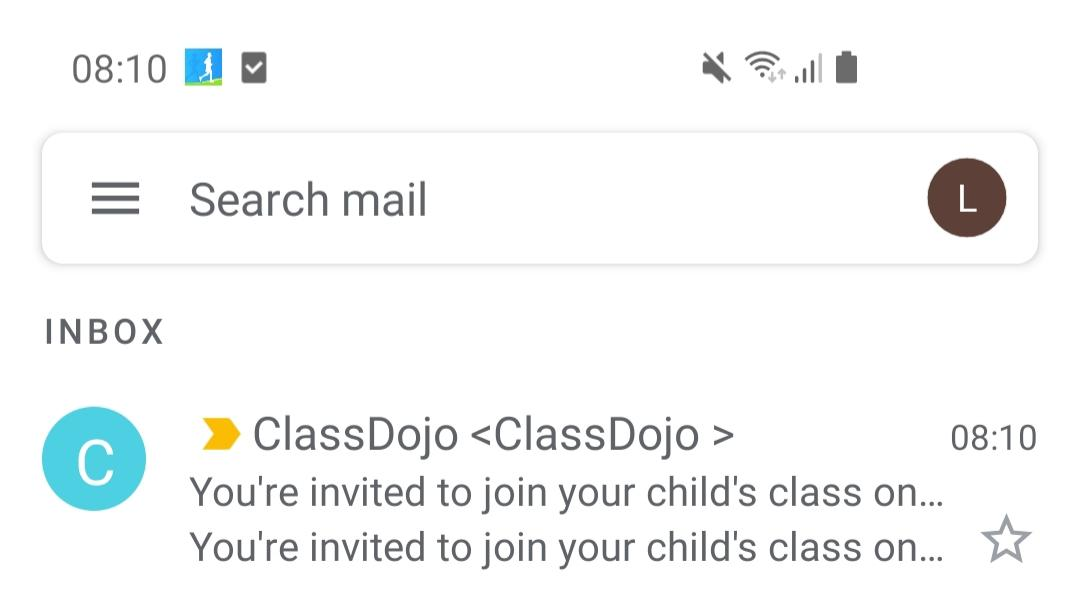 08:10
Search mail
L
INBOX
C
ClassDojo <ClassDojo >
08:10
You're invited to join your child's class on...
You're invited to join your child's class on...